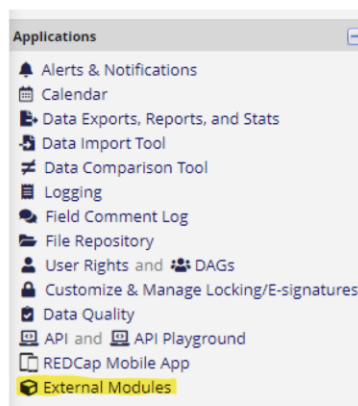 Applications
Alerts & Notifications
Calendar
Data Exports, Reports, and Stats
Data Import Tool
Data Comparison Tool
Logging
Field Comment Log
File Repository
User Rights and DAGs
Customize & Manage Locking/E-signatures
Data Quality
API and API Playground
REDCap Mobile App
External Modules